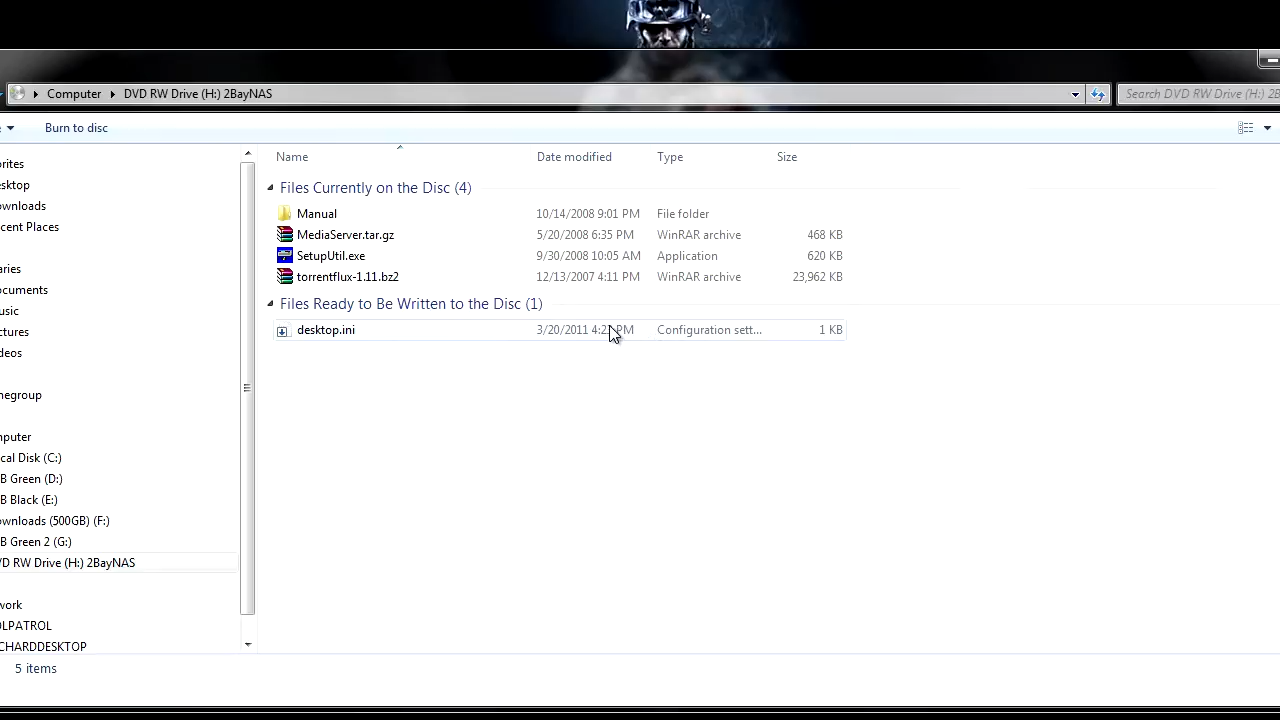 Computer DVD RW Drive (H:) 2BayNAS Search DVD RW Drive (H:) 2B
Burn to disc
Name Date modified Type Size
Files Currently on the Disc (4)
Manual 10/14/2008 9:01 PM File folder
MediaServer.tar.gz 5/20/2008 6:35 PM WinRAR archive 468 KB
SetupUtil.exe 9/30/2008 10:05 AM Application 620 KB
torrentflux-1.11.bz2 12/13/2007 4:11 PM WinRAR archive 23,962 KB
Files Ready to Be Written to the Disc (1)
desktop.ini 3/20/2011 PM Configuration sett... 1 KB
orites
esktop
ownloads
cent Places
aries
ocuments
usic
ctures
deos
megroup
mputer
cal Disk (C:)
B Green (D:)
B Black (E:)
ownloads (500GB) (F:)
B Green 2 (G:)
VD RW Drive (H:) 2BayNAS
work
OLPATROL
CHARDDESKTOP
5 items